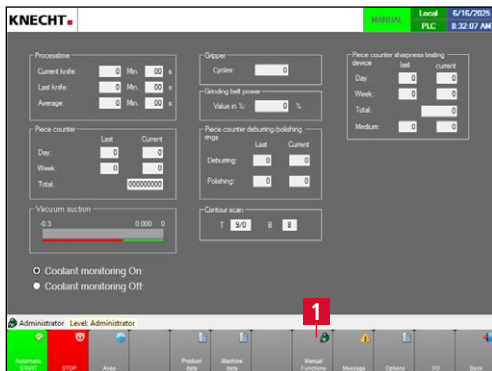 KNECHT
MANUAL
Local 6/16/2025
PLC 8:32:07 AM
Processtime
Current knife: 0 Min. 00 s
Last knife: 0 Min. 00 s
Average: 0 Min. 00 s
Piece counter
Last Current
Day: 0 0
Week: 0 0
Total: 000000000
Vacuum suction
-0.3 0.000 0
Coolant monitoring On:
Coolant monitoring Off:
Gripper
Cycles: 0
Grinding belt power
Value in %: 0 %
Piece counter deburring/polishing
rings
Last Current
Deburring: 0 0
Polishing: 0 0
Contour scan
T 9/0 B 8
Piece counter sharpness testing
device last current
Day: 0 0
Week: 0 0
Total: 0
Medium: 0 0
Administrator Level: Administrator
1
Automatic
START
STOP
Axes
Product
data
Machine
data
Manual
Functions
Message
Options
I/O
Back